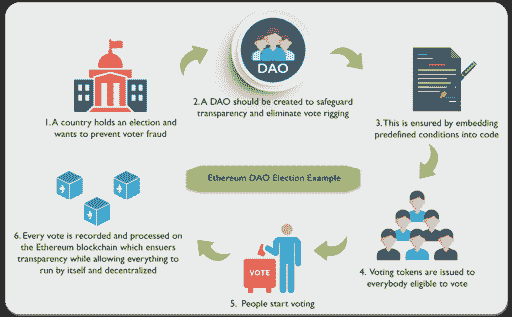 DAO
1. A country holds an election and
wants to prevent voter fraud
2. A DAO should be created to safeguard
transparency and eliminate vote rigging
3. This is ensured by embedding
predefined conditions into code
Ethereum DAO Election Example
6. Every vote is recorded and processed on
the Ethereum blockchain which ensuers
transparency while allowing everything to
run by itself and decentralized
VOTE
5. People start voting
4. Voting tokens are issued to
everybody eligible to vote